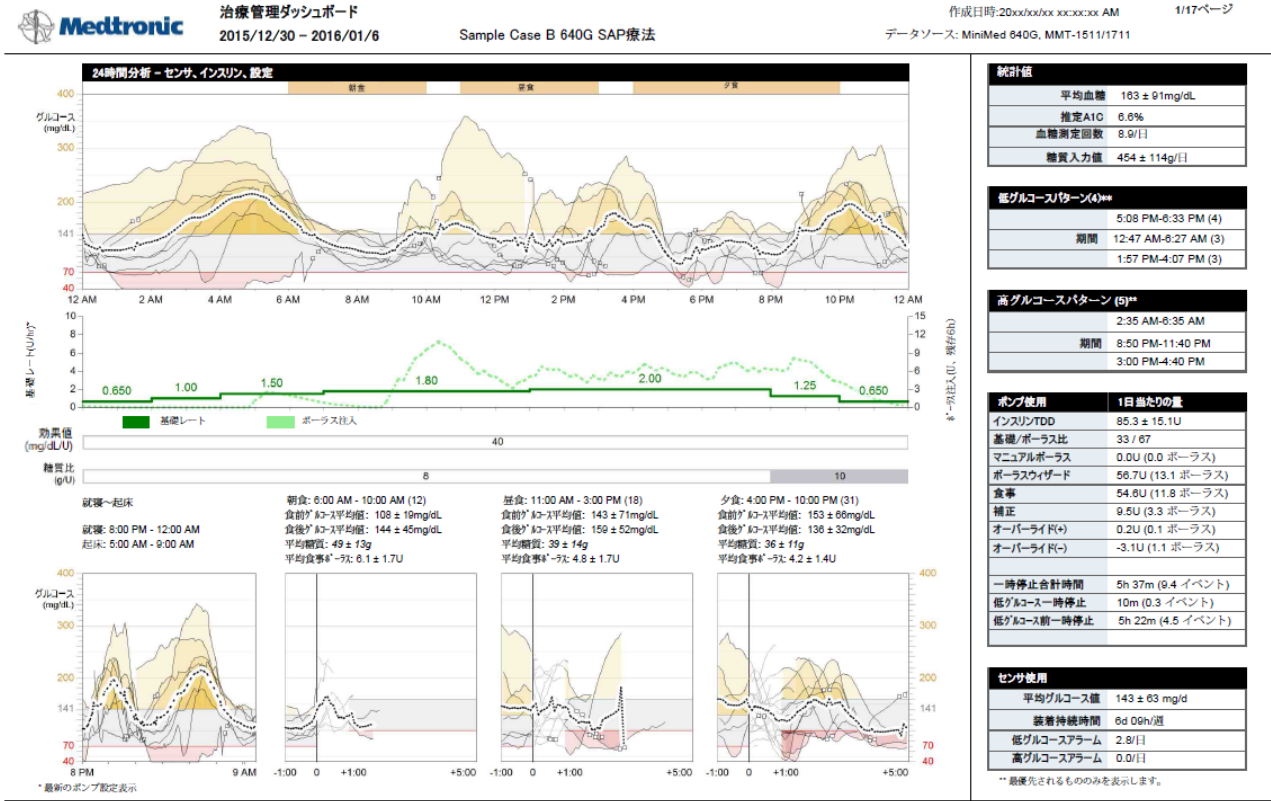 Medtronic
治療管理ダッシュボード
2015/12/30 – 2016/01/6
Sample Case B 640G SAP療法
作成日時:20xx/xx/xx xx:xx:xx AM
1/17ページ
データソース: MiniMed 640G, MMT-1511/1711
24時間分析 – センサ、インスリン、設定
朝食 昼食 夕食
グルコース
(mg/dL)
400
300
200
141
70
40
12 AM 2 AM 4 AM 6 AM 8 AM 10 AM 12 PM 2 PM 4 PM 6 PM 8 PM 10 PM 12 AM
基礎レート(U/hr)*
10
8
6
4
2
0
0.650 1.00 1.50 1.80 2.00 1.25 0.650
15
12
9
6
3
0
ボーラス注入(U、残存6h)
基礎レート ボーラス注入
効果値
(mg/dL/U)
40
糖質比
(g/U)
8 10
就寝～起床
就寝: 8:00 PM - 12:00 AM
起床: 5:00 AM - 9:00 AM
朝食: 6:00 AM - 10:00 AM (12)
食前グルコース平均値: 108 ± 19mg/dL
食後グルコース平均値: 144 ± 45mg/dL
平均糖質: 49 ± 13g
平均食事ボーラス: 6.1 ± 1.7U
昼食: 11:00 AM - 3:00 PM (18)
食前グルコース平均値: 143 ± 71mg/dL
食後グルコース平均値: 159 ± 52mg/dL
平均糖質: 39 ± 14g
平均食事ボーラス: 4.8 ± 1.7U
夕食: 4:00 PM - 10:00 PM (31)
食前グルコース平均値: 153 ± 66mg/dL
食後グルコース平均値: 136 ± 32mg/dL
平均糖質: 36 ± 11g
平均食事ボーラス: 4.2 ± 1.4U
グルコース
(mg/dL)
400
300
200
141
70
40
8 PM 9 AM
-1:00 0 +1:00 +5:00
-1:00 0 +1:00 +5:00
-1:00 0 +1:00 +5:00
400
300
200
141
70
40
* 最新のポンプ設定表示
統計値
平均血糖 163 ± 91mg/dL
推定A1C 6.6%
血糖測定回数 8.9/日
糖質入力値 454 ± 114g/日
低グルコースパターン(4)**
期間
5:08 PM-6:33 PM (4)
12:47 AM-6:27 AM (3)
1:57 PM-4:07 PM (3)
高グルコースパターン (5)**
期間
2:35 AM-6:35 AM
8:50 PM-11:40 PM
3:00 PM-4:40 PM
ポンプ使用 1日当たりの量
インスリンTDD 85.3 ± 15.1U
基礎/ボーラス比 33 / 67
マニュアルボーラス 0.0U (0.0 ボーラス)
ボーラスウィザード 56.7U (13.1 ボーラス)
食事 54.6U (11.8 ボーラス)
補正 9.5U (3.3 ボーラス)
オーバーライド(+) 0.2U (0.1 ボーラス)
オーバーライド(-) -3.1U (1.1 ボーラス)
一時停止合計時間 5h 37m (9.4 イベント)
低グルコース一時停止 10m (0.3 イベント)
低グルコース前一時停止 5h 22m (4.5 イベント)
センサ使用
平均グルコース値 143 ± 63 mg/d
装着持続時間 6d 09h/週
低グルコースアラーム 2.8/日
高グルコースアラーム 0.0/日
** 最優先されるもののみを表示します。